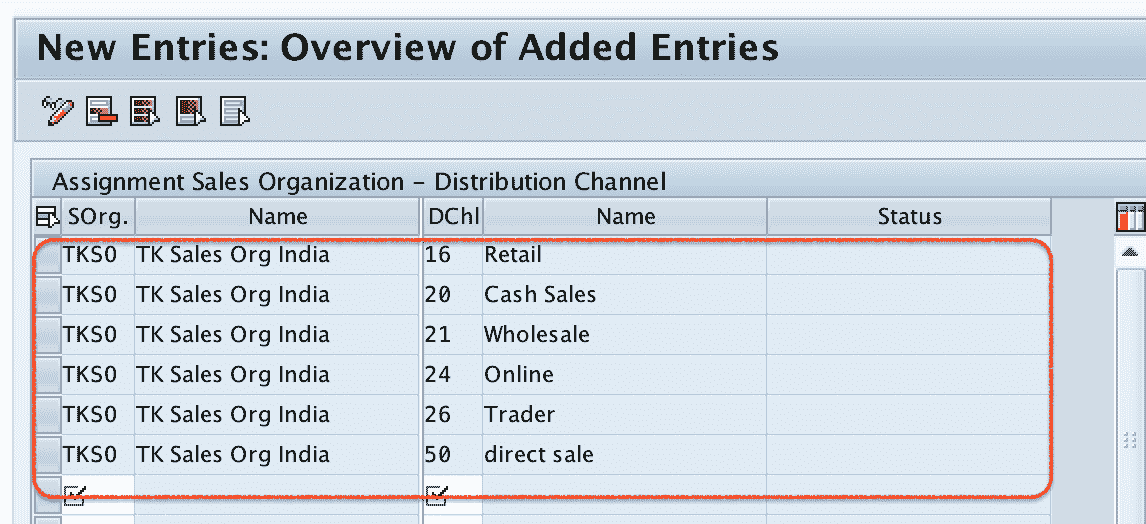 New Entries: Overview of Added Entries
Assignment Sales Organization – Distribution Channel
SOrg. Name DChl Name Status
TKS0 TK Sales Org India 16 Retail
TKS0 TK Sales Org India 20 Cash Sales
TKS0 TK Sales Org India 21 Wholesale
TKS0 TK Sales Org India 24 Online
TKS0 TK Sales Org India 26 Trader
TKS0 TK Sales Org India 50 direct sale